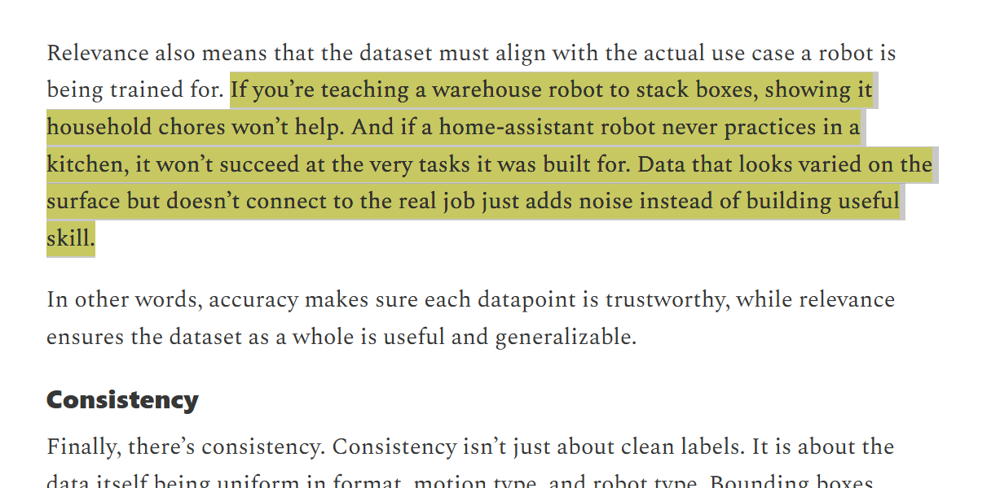 Relevance also means that the dataset must align with the actual use case a robot is
being trained for. If you’re teaching a warehouse robot to stack boxes, showing it
household chores won’t help. And if a home-assistant robot never practices in a
kitchen, it won’t succeed at the very tasks it was built for. Data that looks varied on the
surface but doesn’t connect to the real job just adds noise instead of building useful
skill.
In other words, accuracy makes sure each datapoint is trustworthy, while relevance
ensures the dataset as a whole is useful and generalizable.
Consistency
Finally, there’s consistency. Consistency isn’t just about clean labels. It is about the
data itself being uniform in format, motion type, and robot type. Bounding boxes